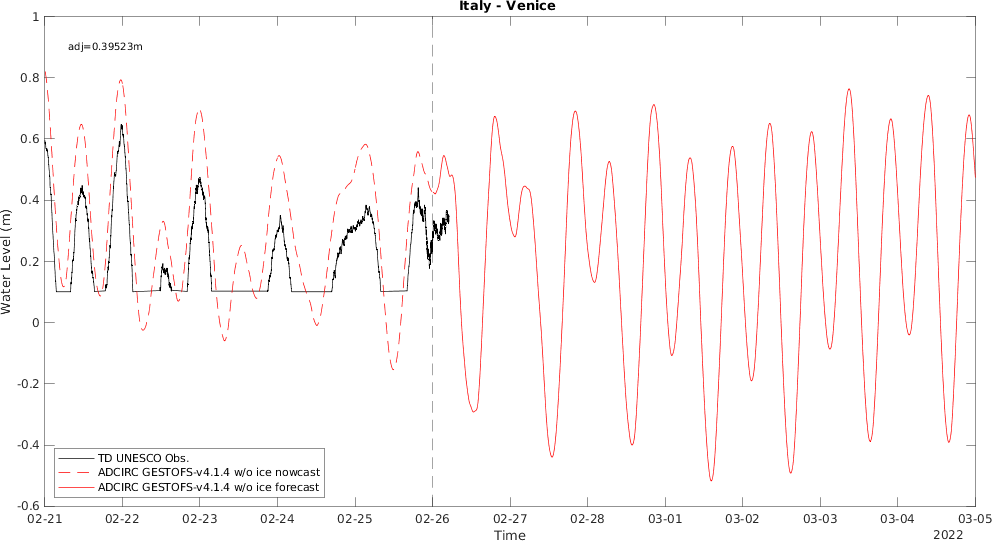 Italy - Venice
adj=0.39523m
Water Level (m)
1
0.8
0.6
0.4
0.2
0
-0.2
-0.4
-0.6
TD UNESCO Obs.
ADCIRC GESTOFS-v4.1.4 w/o ice nowcast
ADCIRC GESTOFS-v4.1.4 w/o ice forecast
02-21 02-22 02-23 02-24 02-25 02-26 02-27 02-28 03-01 03-02 03-03 03-04 03-05
Time
2022